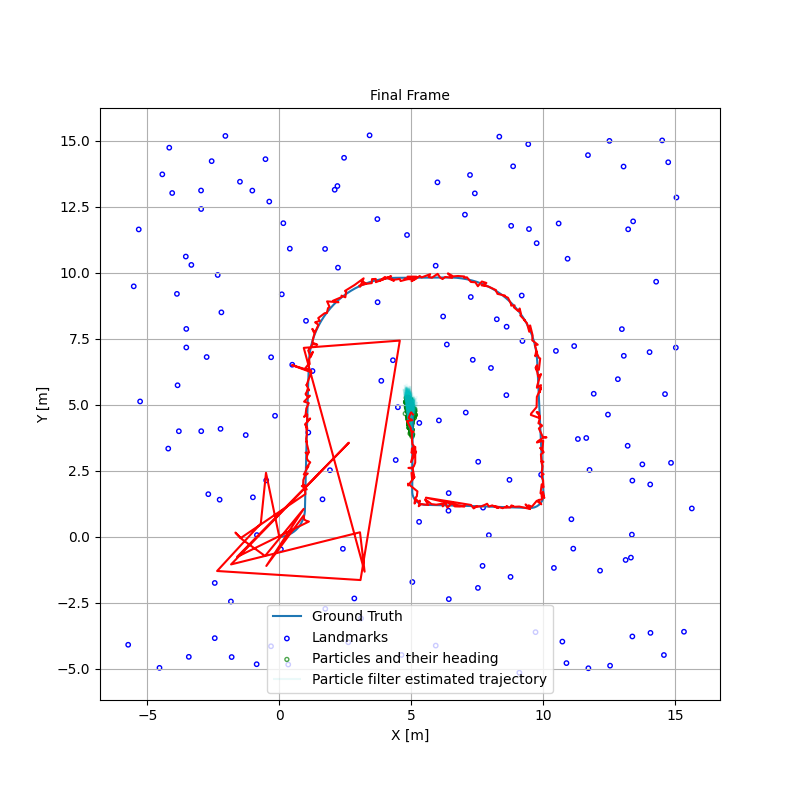 Final Frame
Y [m]
15.0
12.5
10.0
7.5
5.0
2.5
0.0
−2.5
−5.0
Ground Truth
Landmarks
Particles and their heading
Particle filter estimated trajectory
−5
0
5
10
15
X [m]